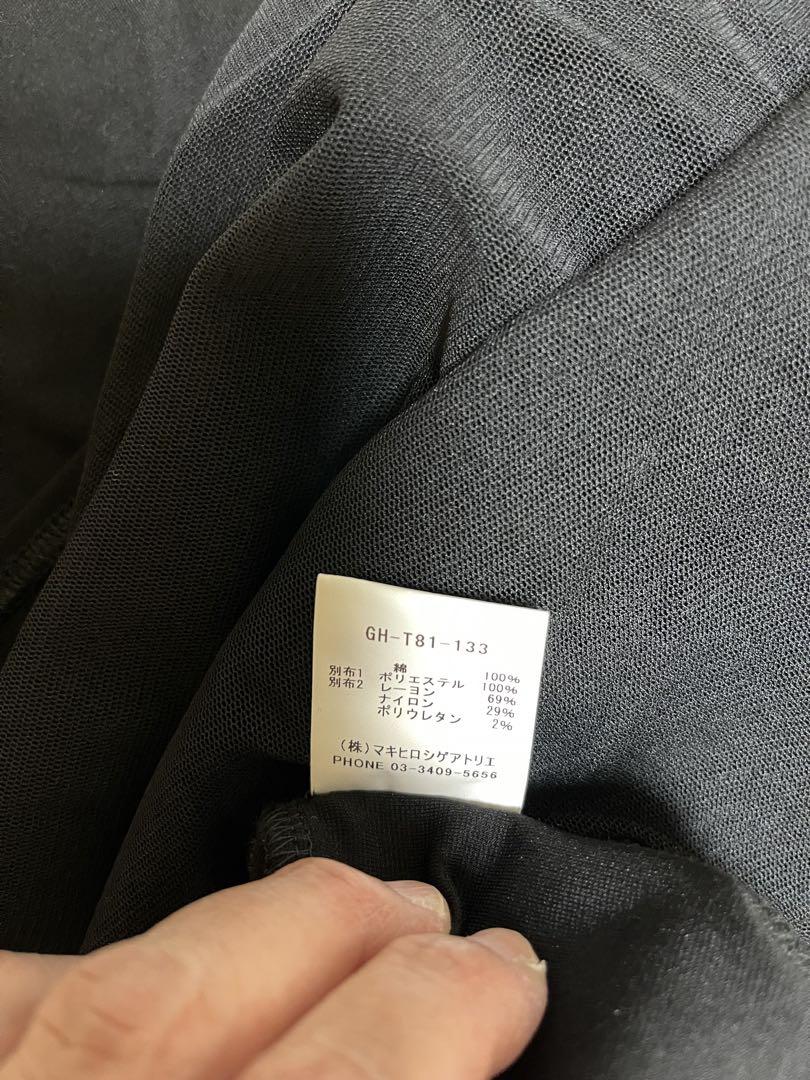 GH-T81-133
綿 100%
別布1 ポリエステル 100%
別布2 レーヨン 69%
ナイロン 29%
ポリウレタン 2%
(株)マキヒロシゲアトリエ
PHONE 03-3409-5656